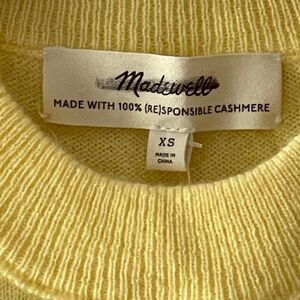 Madewell
MADE WITH 100% (RE)SPONSIBLE CASHMERE
XS
MADE IN
CHINA